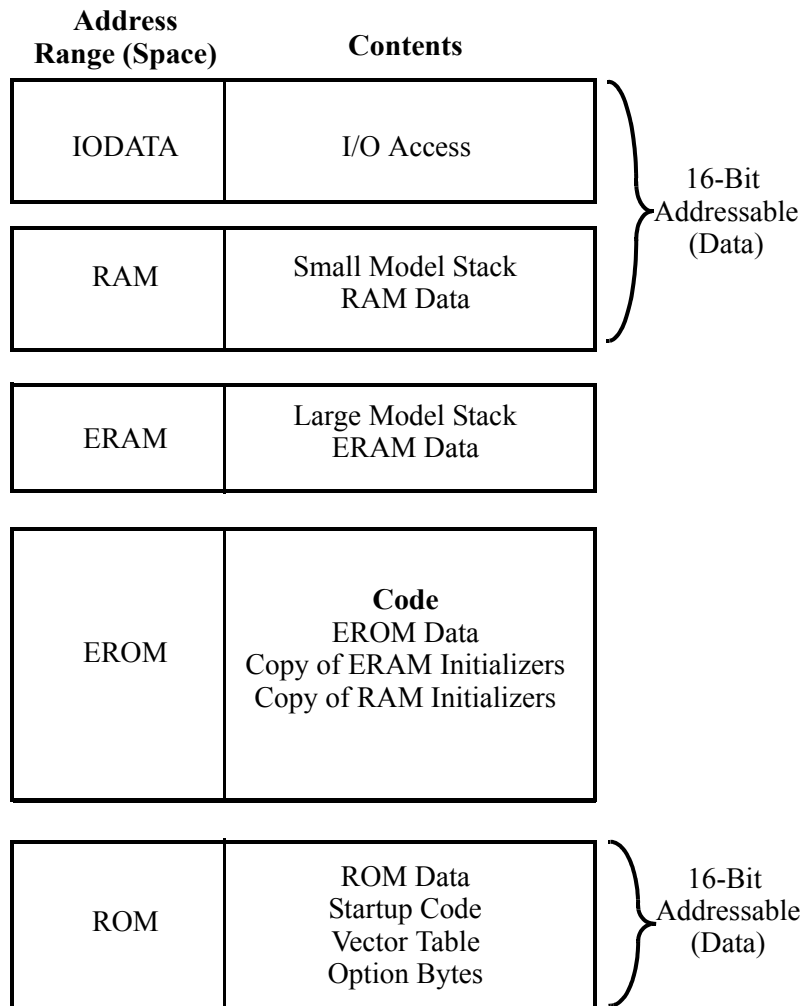 Address
Range (Space)
Contents
IODATA
I/O Access
16-Bit
Addressable
(Data)
RAM
Small Model Stack
RAM Data
ERAM
Large Model Stack
ERAM Data
EROM
Code
EROM Data
Copy of ERAM Initializers
Copy of RAM Initializers
ROM
ROM Data
Startup Code
Vector Table
Option Bytes
16-Bit
Addressable
(Data)